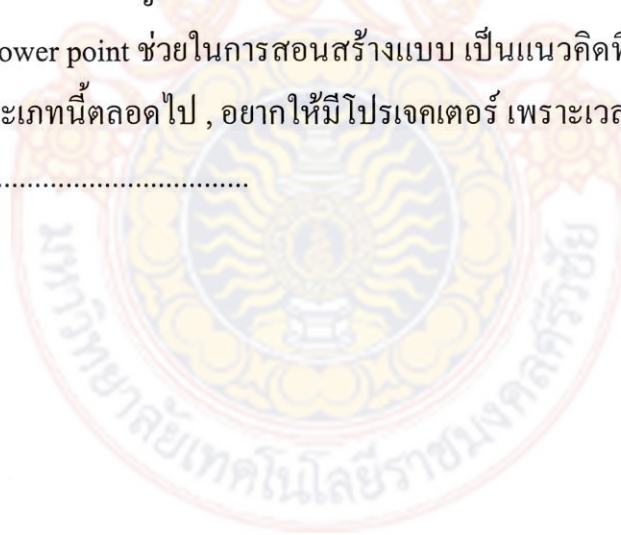 ower point ช่วยในการสอนสร้างแบบ เป็นแนวคิดที
ะเภทนี้ตลอดไป , อยากให้มีโปรเจคเตอร์ เพราะเวล
................................
มหาวิทยาลัยเทคโนโลยีราชมงคลศรีวิชัย